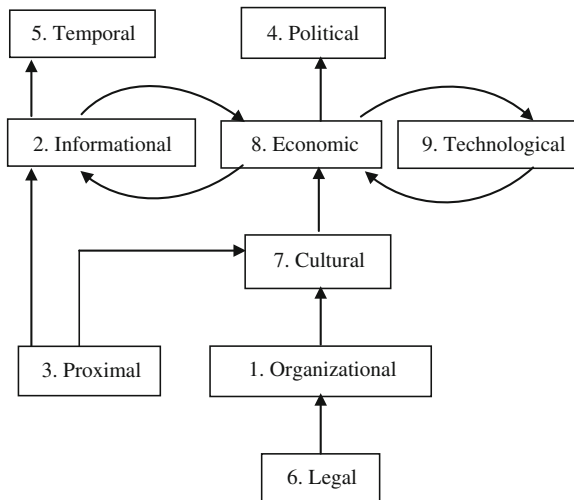 5. Temporal
4. Political
2. Informational
8. Economic
9. Technological
7. Cultural
3. Proximal
1. Organizational
6. Legal